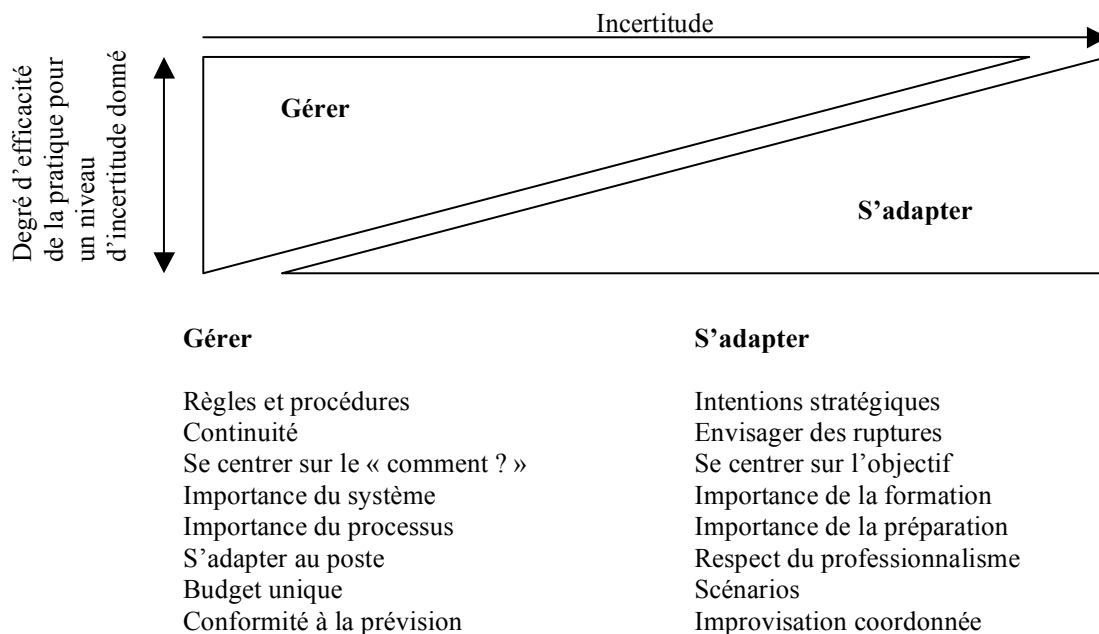 Incertitude
Degré d’efficacité
de la pratique pour
un niveau
d’incertitude donné
Gérer
S’adapter
Gérer
Règles et procédures
Continuité
Se centrer sur le « comment ? »
Importance du système
Importance du processus
S’adapter au poste
Budget unique
Conformité à la prévision
S’adapter
Intentions stratégiques
Envisager des ruptures
Se centrer sur l’objectif
Importance de la formation
Importance de la préparation
Respect du professionnalisme
Scénarios
Improvisation coordonnée